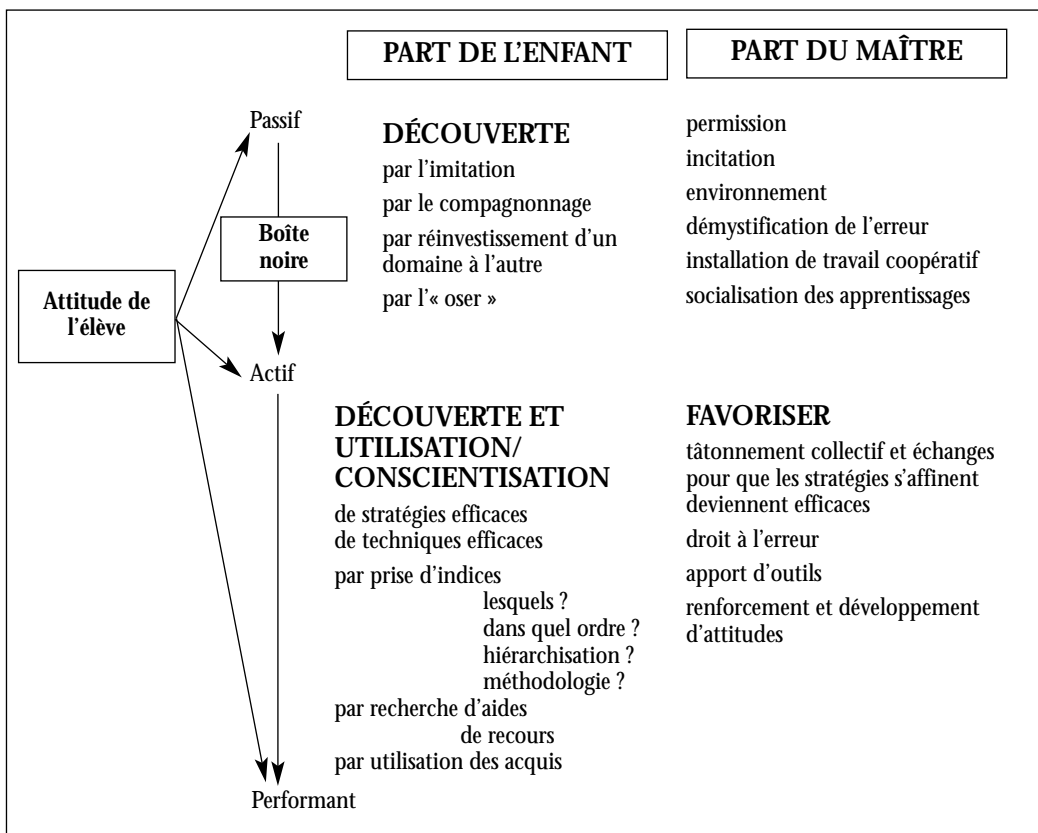 PART DE L'ENFANT
PART DU MAÎTRE
Passif
Boîte
noire
Attitude de
l'élève
Actif
Performant
DÉCOUVERTE
par l'imitation
par le compagnonnage
par réinvestissement d'un
domaine à l'autre
par l'« oser »
permission
incitation
environnement
démystification de l'erreur
installation de travail coopératif
socialisation des apprentissages
DÉCOUVERTE ET
UTILISATION/
CONSCIENTISATION
de stratégies efficaces
de techniques efficaces
par prise d'indices
lesquels ?
dans quel ordre ?
hiérarchisation ?
méthodologie ?
par recherche d'aides
de recours
par utilisation des acquis
FAVORISER
tâtonnement collectif et échanges
pour que les stratégies s'affinent
deviennent efficaces
droit à l'erreur
apport d'outils
renforcement et développement
d'attitudes